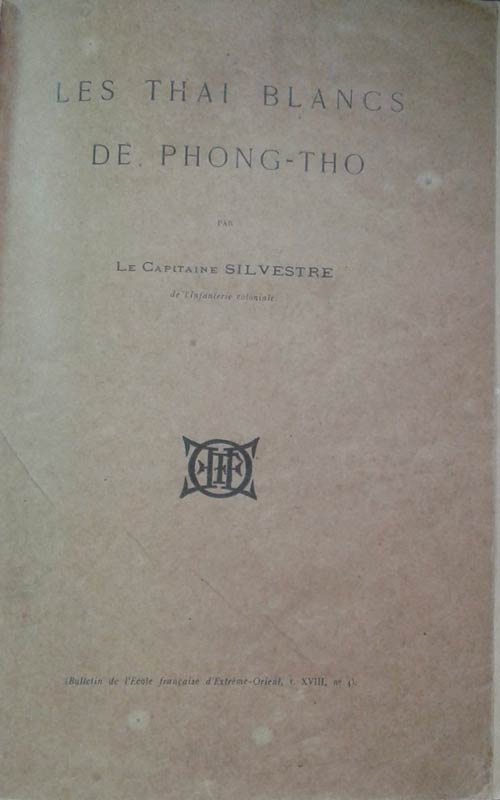 LES THAI BLANCS
DE PHONG-THO
PAR
LE CAPITAINE SILVESTRE
de l'Infanterie coloniale.
(Bulletin de l'Ecole française d'Extrême-Orient, t. XVIII, nº 4).